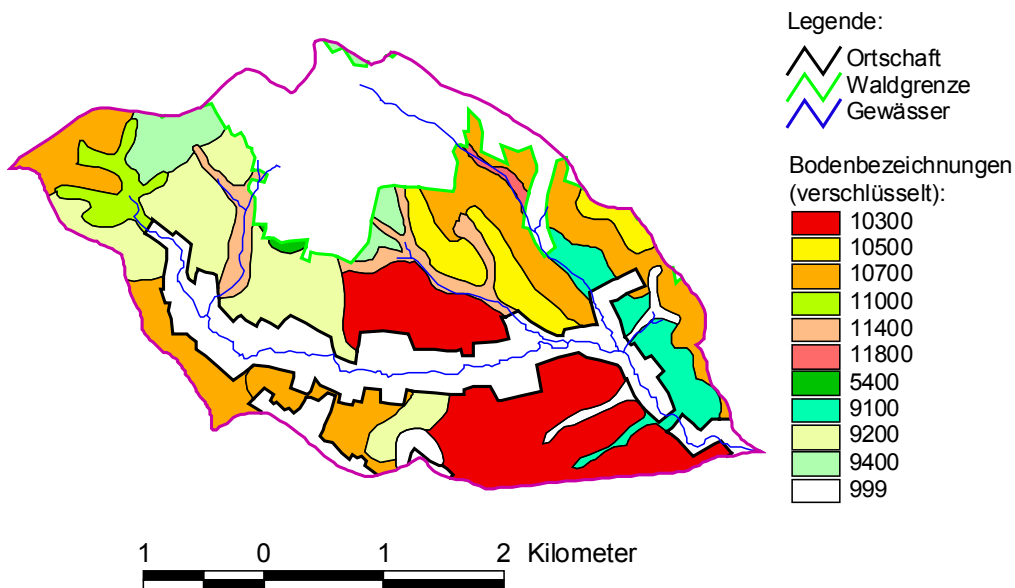 Legende:
Ortschaft
Waldgrenze
Gewässer
Bodenbezeichnungen
(verschlüsselt):
10300
10500
10700
11000
11400
11800
5400
9100
9200
9400
999
1 0 1 2 Kilometer